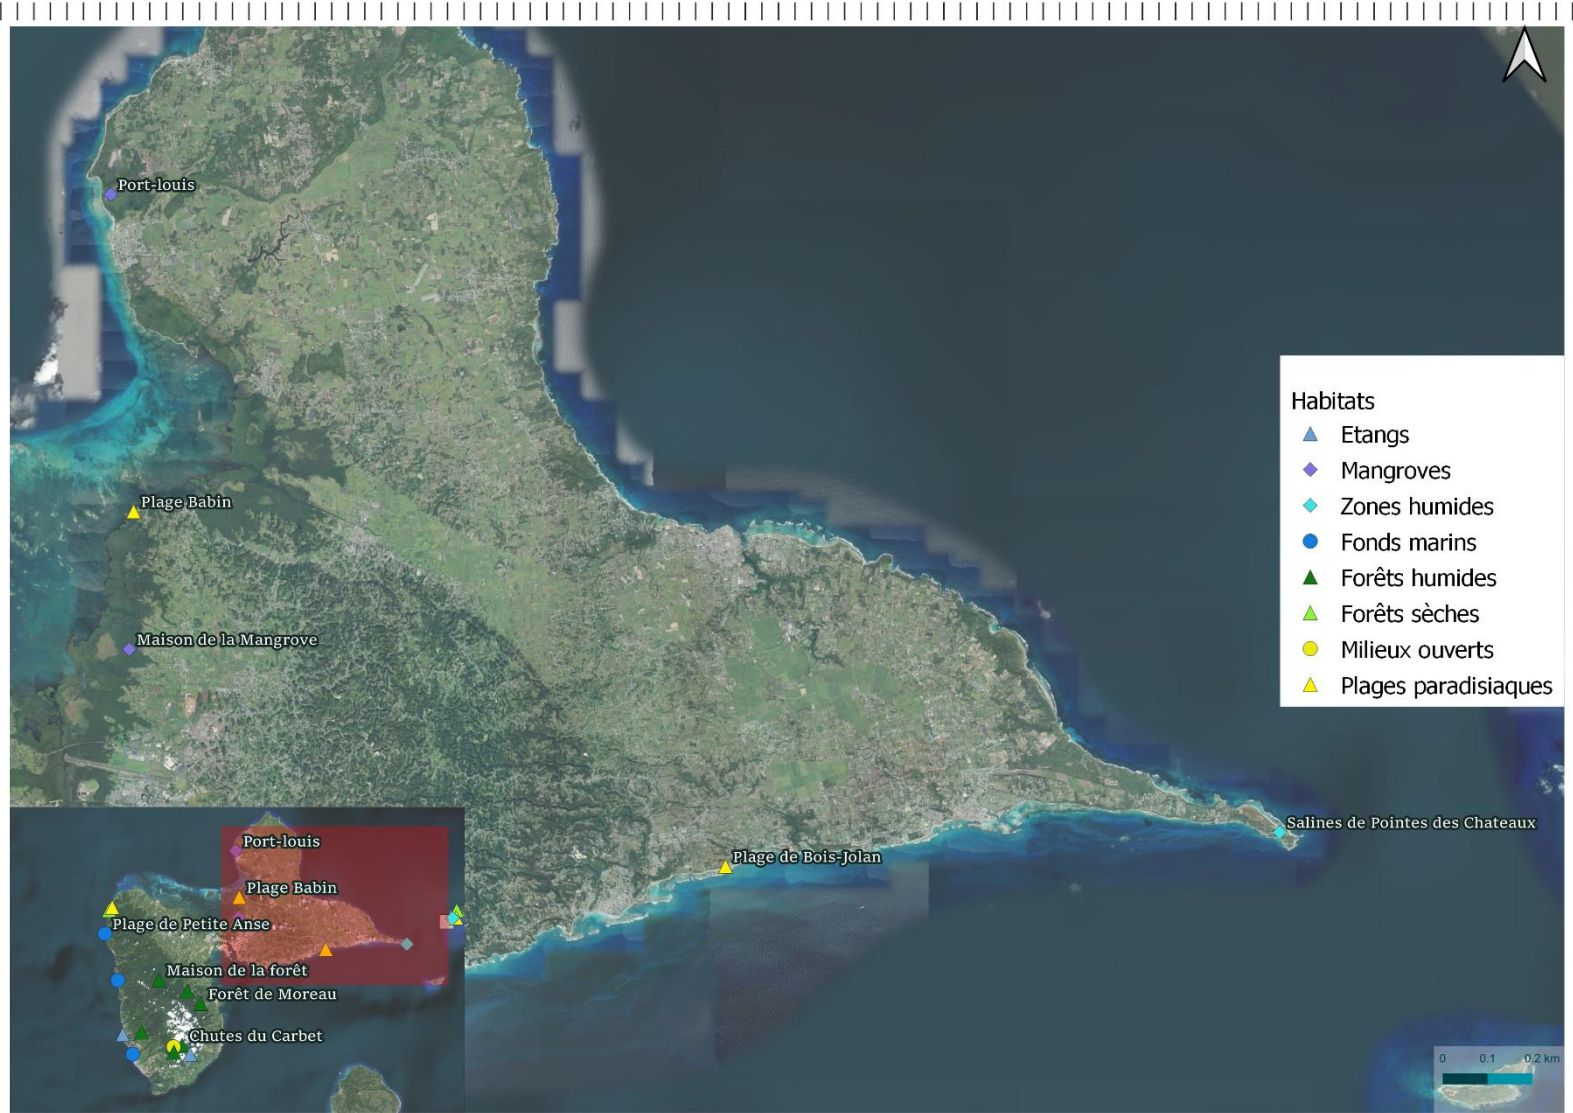 Port-louis
Plage Babin
Maison de la Mangrove
Plage de Bois-Jolan
Salines de Pointes des Chateaux
Habitats
Etangs
Mangroves
Zones humides
Fonds marins
Forêts humides
Forêts sèches
Milieux ouverts
Plages paradisiaques
Port-louis
Plage Babin
Plage de Petite Anse
Maison de la forêt
Forêt de Moreau
Chutes du Carbet
0 0.1 0.2 km